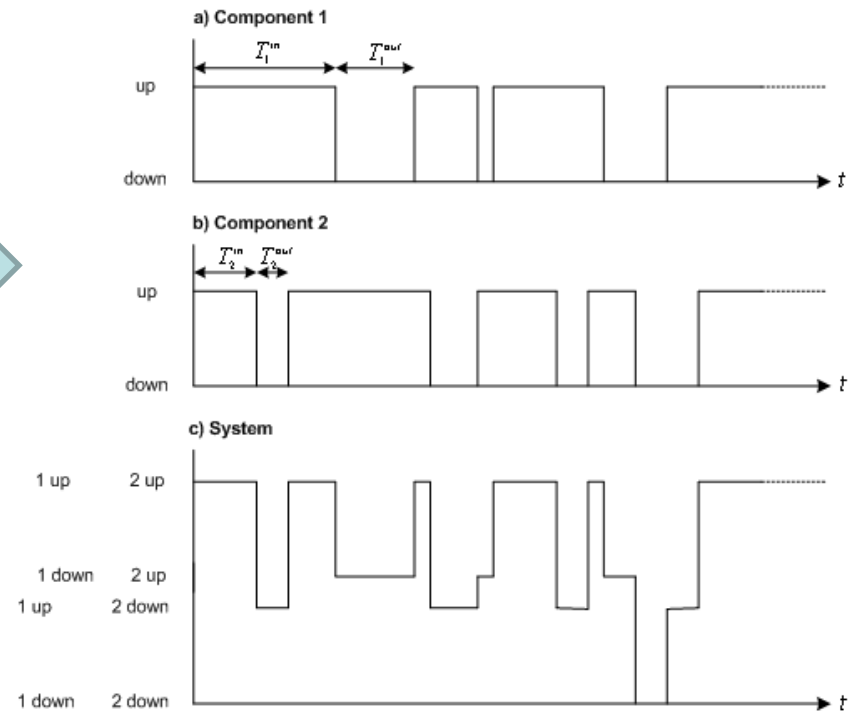 a) Component 1
T₁ⁱⁿ T₁ᵒᵘᵗ
up
down
t
b) Component 2
T₂ⁱⁿ T₂ᵒᵘᵗ
up
down
t
c) System
1 up 2 up
1 down 2 up
1 up 2 down
1 down 2 down
t